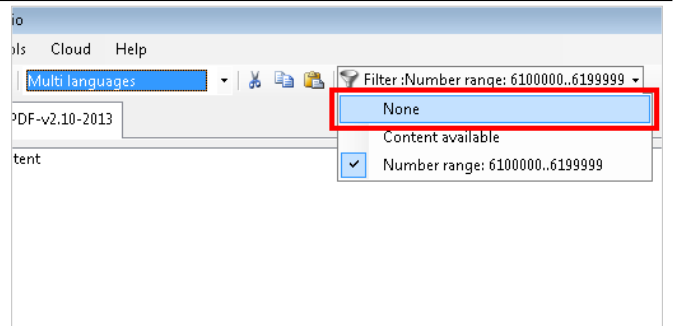 io
ols Cloud Help
Multi languages Filter :Number range: 6100000..6199999
None
PDF-v2.10-2013
Content available
tent
Number range: 6100000..6199999